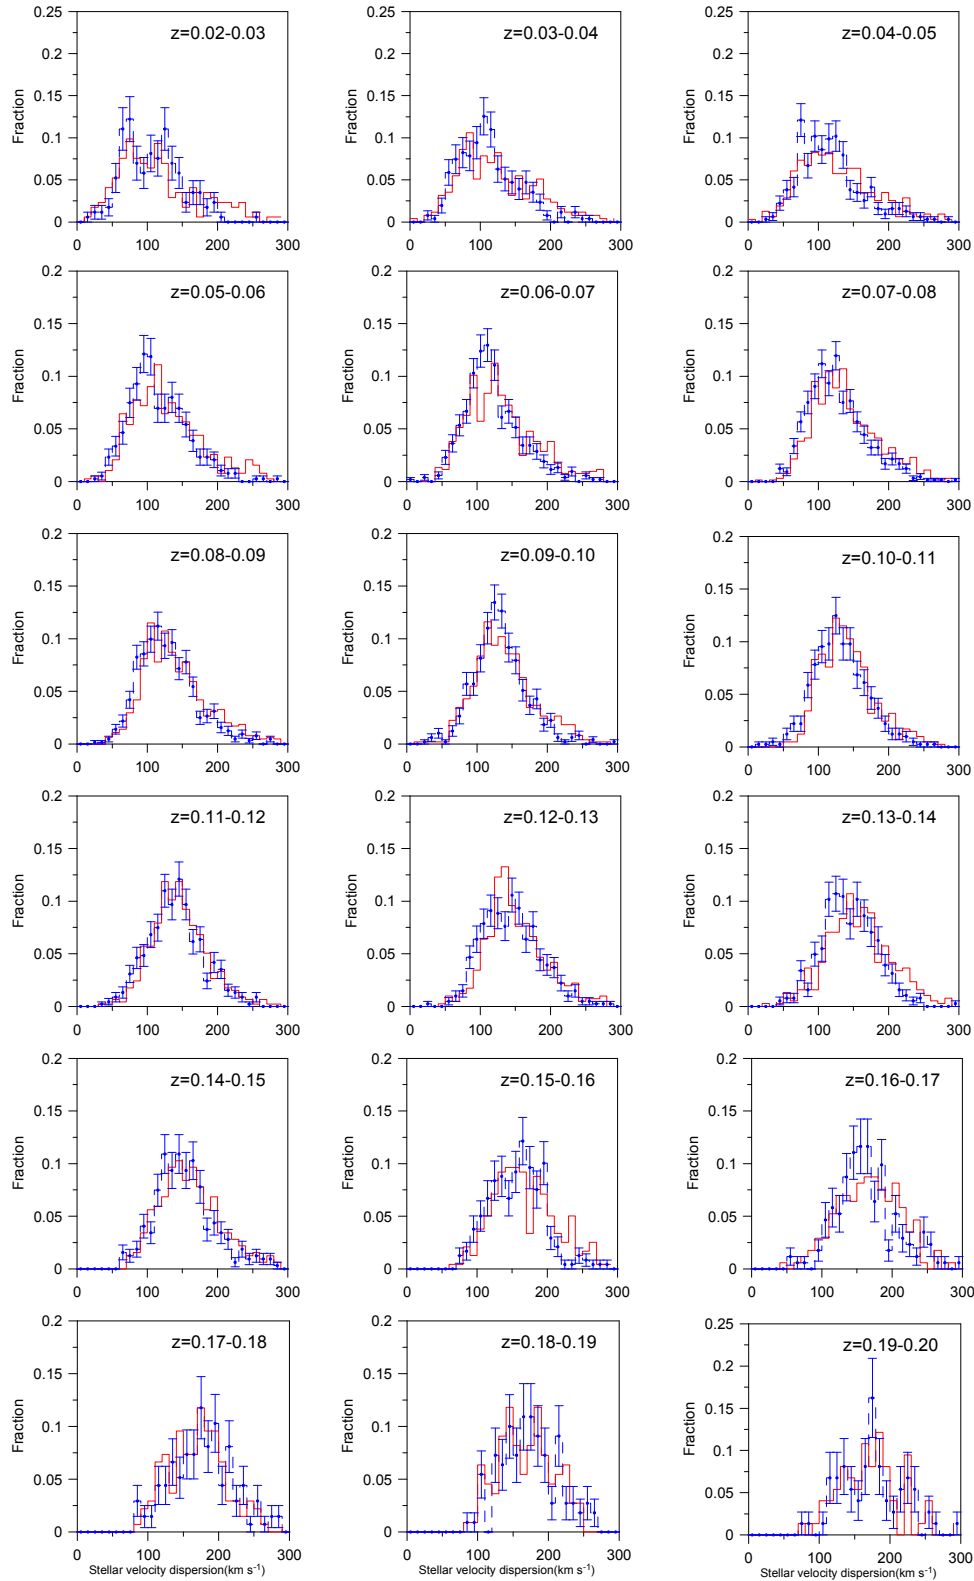 z=0.02-0.03
z=0.03-0.04
z=0.04-0.05
0.25
0.2
0.15
0.1
0.05
0
Fraction
0 100 200 300
0.25
0.2
0.15
0.1
0.05
0
Fraction
0 100 200 300
0.25
0.2
0.15
0.1
0.05
0
Fraction
0 100 200 300
z=0.05-0.06
z=0.06-0.07
z=0.07-0.08
0.2
0.15
0.1
0.05
0
Fraction
0 100 200 300
0.2
0.15
0.1
0.05
0
Fraction
0 100 200 300
0.2
0.15
0.1
0.05
0
Fraction
0 100 200 300
z=0.08-0.09
z=0.09-0.10
z=0.10-0.11
0.2
0.15
0.1
0.05
0
Fraction
0 100 200 300
0.2
0.15
0.1
0.05
0
Fraction
0 100 200 300
0.2
0.15
0.1
0.05
0
Fraction
0 100 200 300
z=0.11-0.12
z=0.12-0.13
z=0.13-0.14
0.2
0.15
0.1
0.05
0
Fraction
0 100 200 300
0.2
0.15
0.1
0.05
0
Fraction
0 100 200 300
0.2
0.15
0.1
0.05
0
Fraction
0 100 200 300
z=0.14-0.15
z=0.15-0.16
z=0.16-0.17
0.2
0.15
0.1
0.05
0
Fraction
0 100 200 300
0.2
0.15
0.1
0.05
0
Fraction
0 100 200 300
0.2
0.15
0.1
0.05
0
Fraction
0 100 200 300
z=0.17-0.18
z=0.18-0.19
z=0.19-0.20
0.2
0.15
0.1
0.05
0
Fraction
0 100 200 300
Stellar velocity dispersion(km s⁻¹)
0.2
0.15
0.1
0.05
0
Fraction
0 100 200 300
Stellar velocity dispersion(km s⁻¹)
0.25
0.2
0.15
0.1
0.05
0
Fraction
0 100 200 300
Stellar velocity dispersion(km s⁻¹)